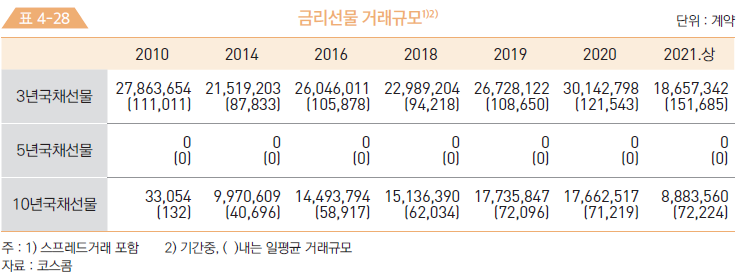 표 4-28
금리선물 거래규모1)2)
단위 : 계약
2010 2014 2016 2018 2019 2020 2021.상
3년국채선물 27,863,654 21,519,203 26,046,011 22,989,204 26,728,122 30,142,798 18,657,342
(111,011) (87,833) (105,878) (94,218) (108,650) (121,543) (151,685)
5년국채선물 0 0 0 0 0 0 0
(0) (0) (0) (0) (0) (0) (0)
10년국채선물 33,054 9,970,609 14,493,794 15,136,390 17,735,847 17,662,517 8,883,560
(132) (40,696) (58,917) (62,034) (72,096) (71,219) (72,224)
주 : 1) 스프레드거래 포함 2) 기간중, ( )내는 일평균 거래규모
자료 : 코스콤